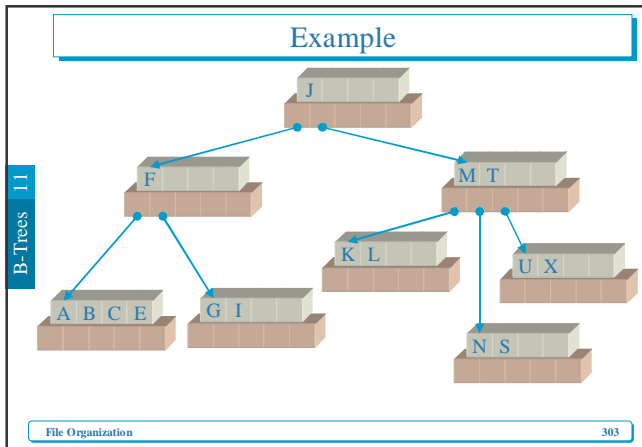 Example
J
F
M T
K L
U X
A B C E
G I
N S
B-Trees 11
File Organization 303